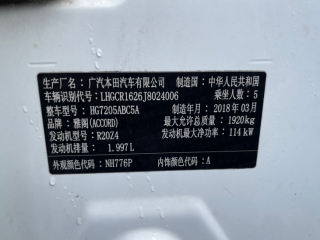 生产厂名：广汽本田汽车有限公司 制造国：中华人民共和国
车辆识别代号：LHGCR1626J8024006 乘坐人数：5
整车型号：HG7205ABC5A 制造年月：2018年03月
品牌：雅阁(ACCORD) 最大允许总质量：1920kg
发动机型号：R20Z4 发动机最大净功率：114kW
发动机排量：1.997L
外观颜色代码：NH776P 内饰颜色代码：A